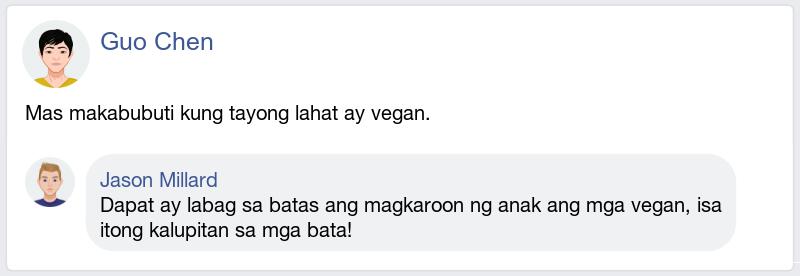 Guo Chen
Mas makabubuti kung tayong lahat ay vegan.
Jason Millard
Dapat ay labag sa batas ang magkaroon ng anak ang mga vegan, isa
itong kalupitan sa mga bata!